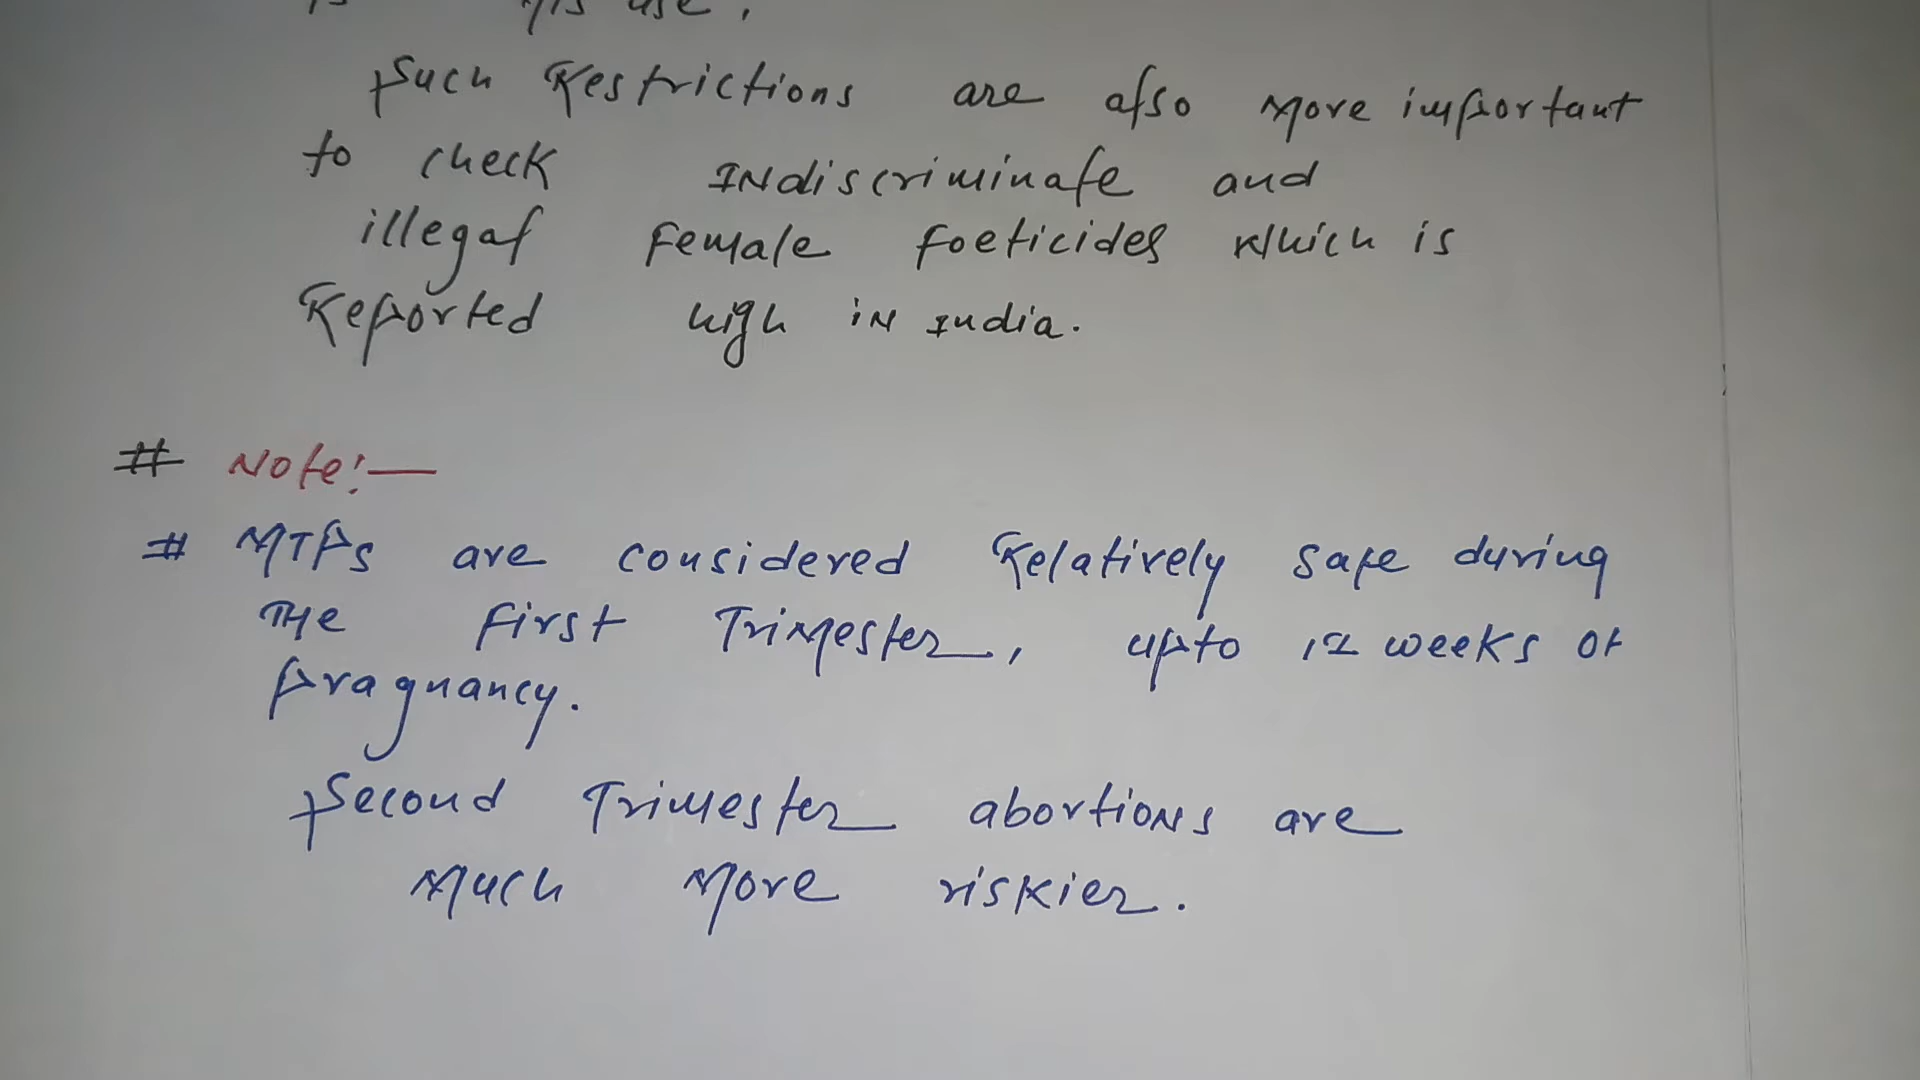 Such Restrictions are also more important
to check Indiscriminate and
illegal Female foeticides which is
Reported high in India.
# Note:—
# MTPs are considered Relatively safe during
The first Trimester, upto 12 weeks of
pragnancy.
Second Trimester abortions are
Much More riskier.